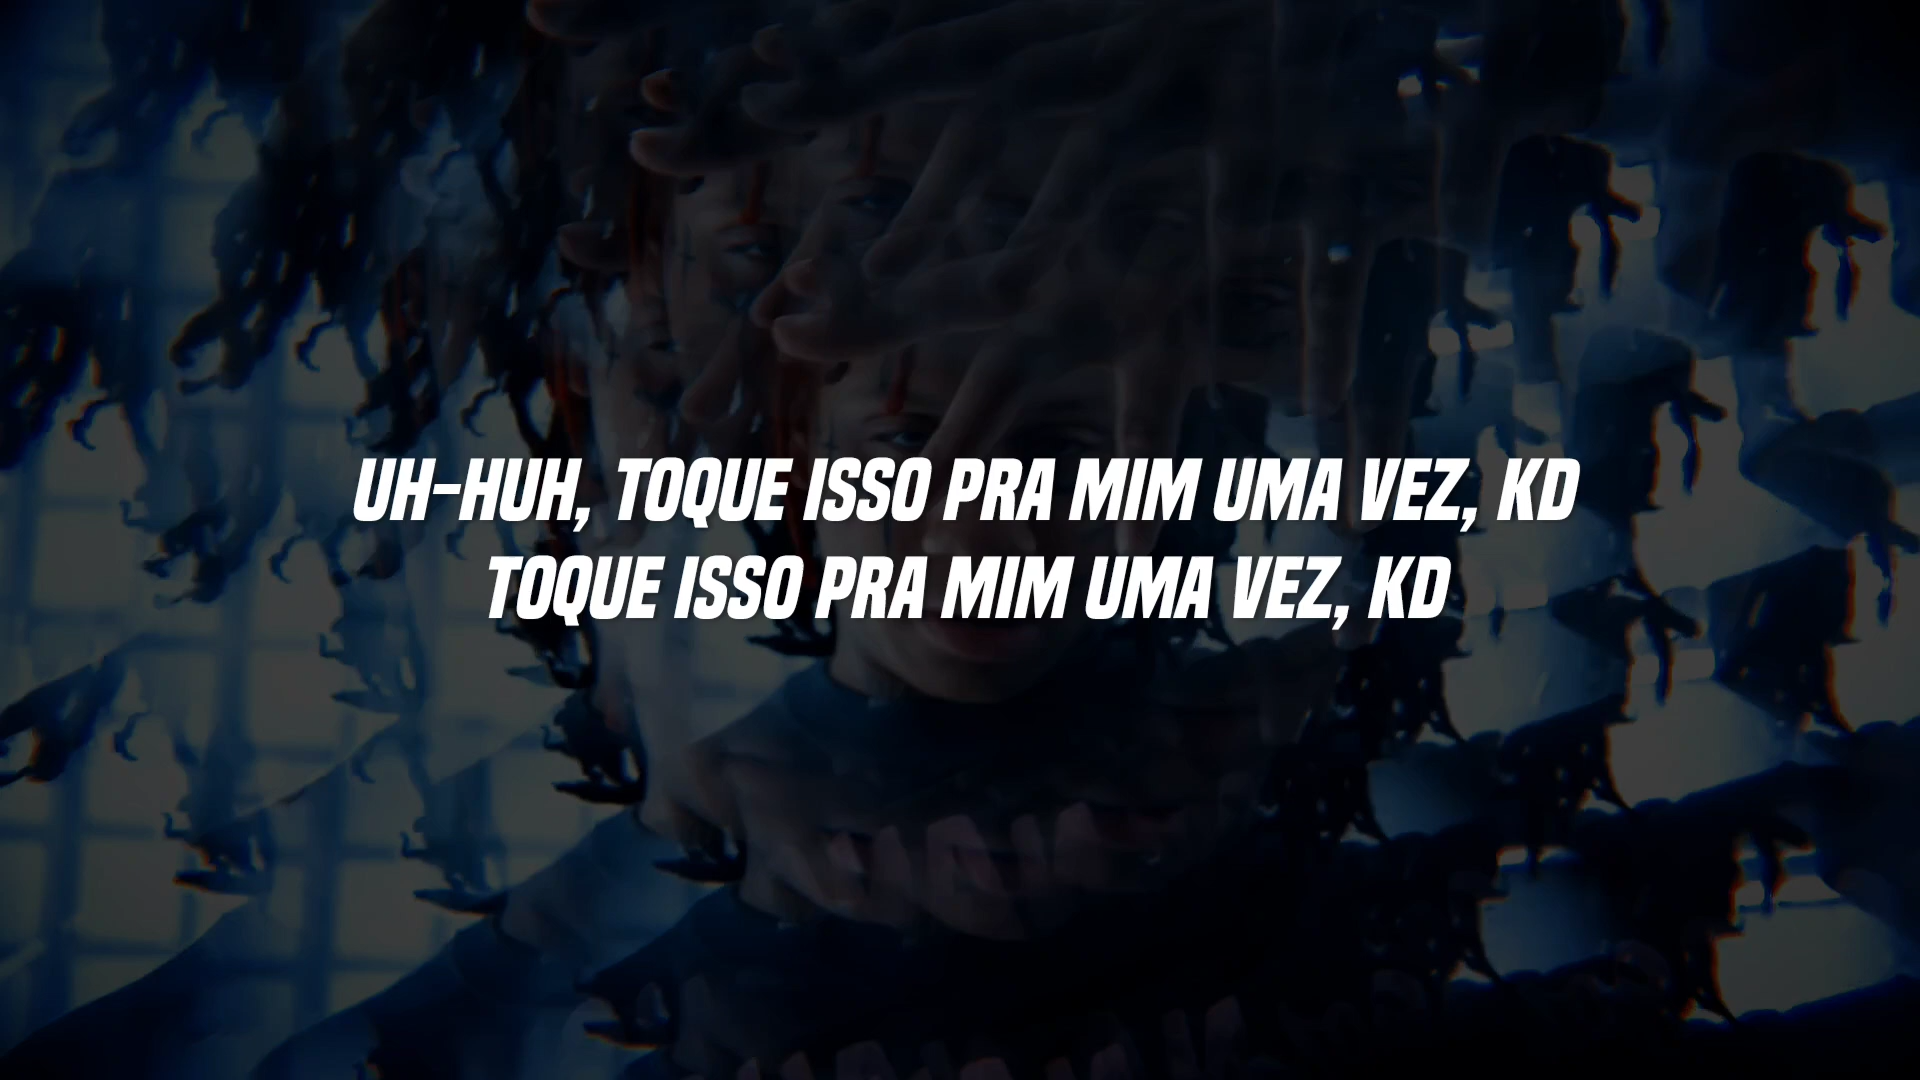 UH-HUH, TOQUE ISSO PRA MIM UMA VEZ, KD
TOQUE ISSO PRA MIM UMA VEZ, KD